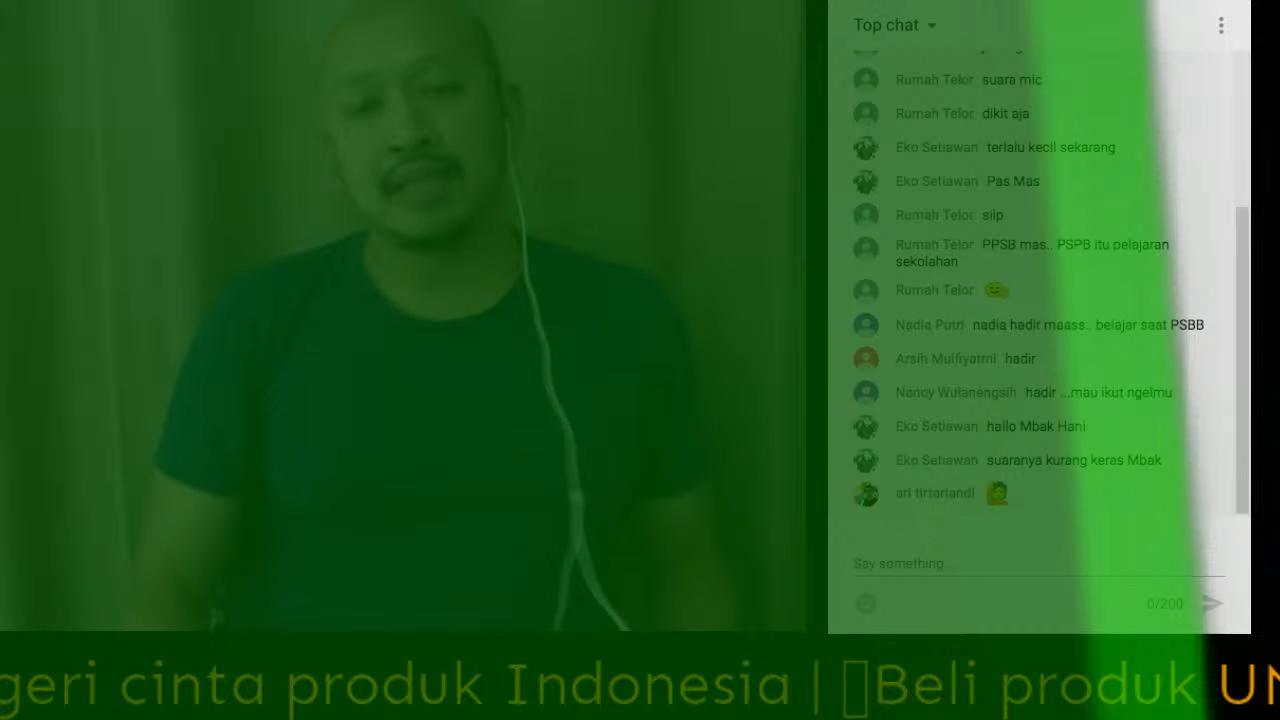 Top chat
Rumah Telor suara mic
Rumah Telor dikit aja
Eko Setiawan terlalu kecil sekarang
Eko Setiawan Pas Mas
Rumah Telor siip
Rumah Telor PPSB mas.. PSPB itu pelajaran
sekolahan
Rumah Telor
Nadia Putri nadia hadir maass.. belajar saat PSBB
Arsih Mulfiyatmi hadir
Nancy Wulanengsih hadir ...mau ikut ngelmu
Eko Setiawan hallo Mbak Hani
Eko Setiawan suaranya kurang keras Mbak
ari tirtariandi
Say something...
0/200
geri cinta produk Indonesia | Beli produk UN